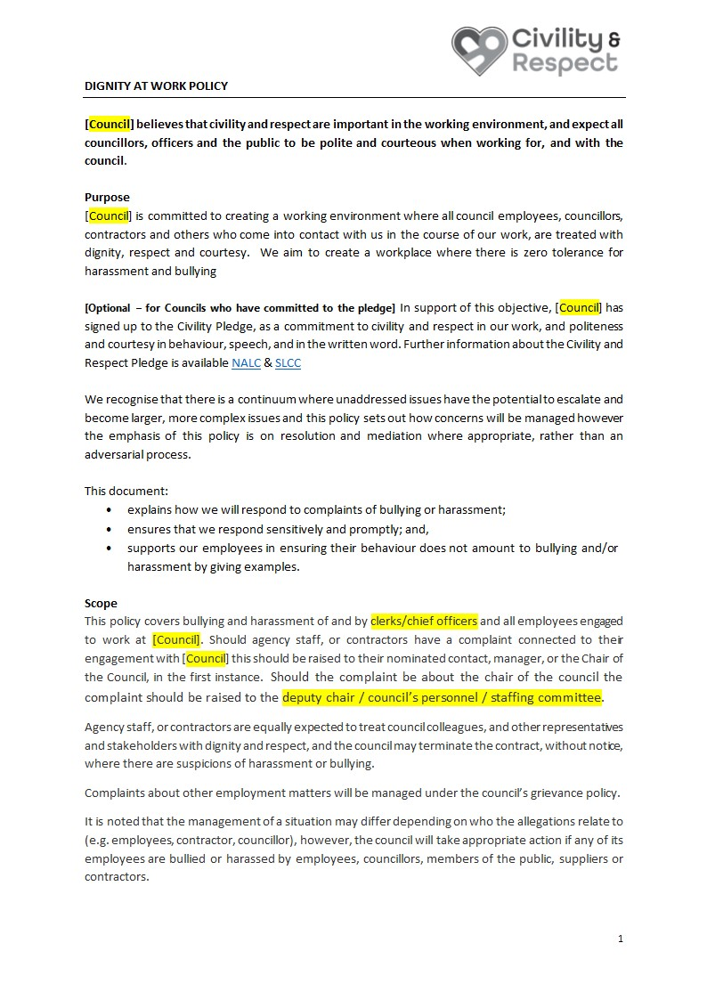 Civility &
Respect
DIGNITY AT WORK POLICY
[Council] believes that civility and respect are important in the working environment, and expect all
councillors, officers and the public to be polite and courteous when working for, and with the
council.
Purpose
[Council] is committed to creating a working environment where all council employees, councillors,
contractors and others who come into contact with us in the course of our work, are treated with
dignity, respect and courtesy. We aim to create a workplace where there is zero tolerance for
harassment and bullying
[Optional – for Councils who have committed to the pledge] In support of this objective, [Council] has
signed up to the Civility Pledge, as a commitment to civility and respect in our work, and politeness
and courtesy in behaviour, speech, and in the written word. Further information about the Civility and
Respect Pledge is available NALC & SLCC
We recognise that there is a continuum where unaddressed issues have the potential to escalate and
become larger, more complex issues and this policy sets out how concerns will be managed however
the emphasis of this policy is on resolution and mediation where appropriate, rather than an
adversarial process.
This document:
• explains how we will respond to complaints of bullying or harassment;
• ensures that we respond sensitively and promptly; and,
• supports our employees in ensuring their behaviour does not amount to bullying and/or
harassment by giving examples.
Scope
This policy covers bullying and harassment of and by clerks/chief officers and all employees engaged
to work at [Council]. Should agency staff, or contractors have a complaint connected to their
engagement with [Council] this should be raised to their nominated contact, manager, or the Chair of
the Council, in the first instance. Should the complaint be about the chair of the council the
complaint should be raised to the deputy chair / council's personnel / staffing committee.
Agency staff, or contractors are equally expected to treat council colleagues, and other representatives
and stakeholders with dignity and respect, and the council may terminate the contract, without notice,
where there are suspicions of harassment or bullying.
Complaints about other employment matters will be managed under the council's grievance policy.
It is noted that the management of a situation may differ depending on who the allegations relate to
(e.g. employees, contractor, councillor), however, the council will take appropriate action if any of its
employees are bullied or harassed by employees, councillors, members of the public, suppliers or
contractors.
1